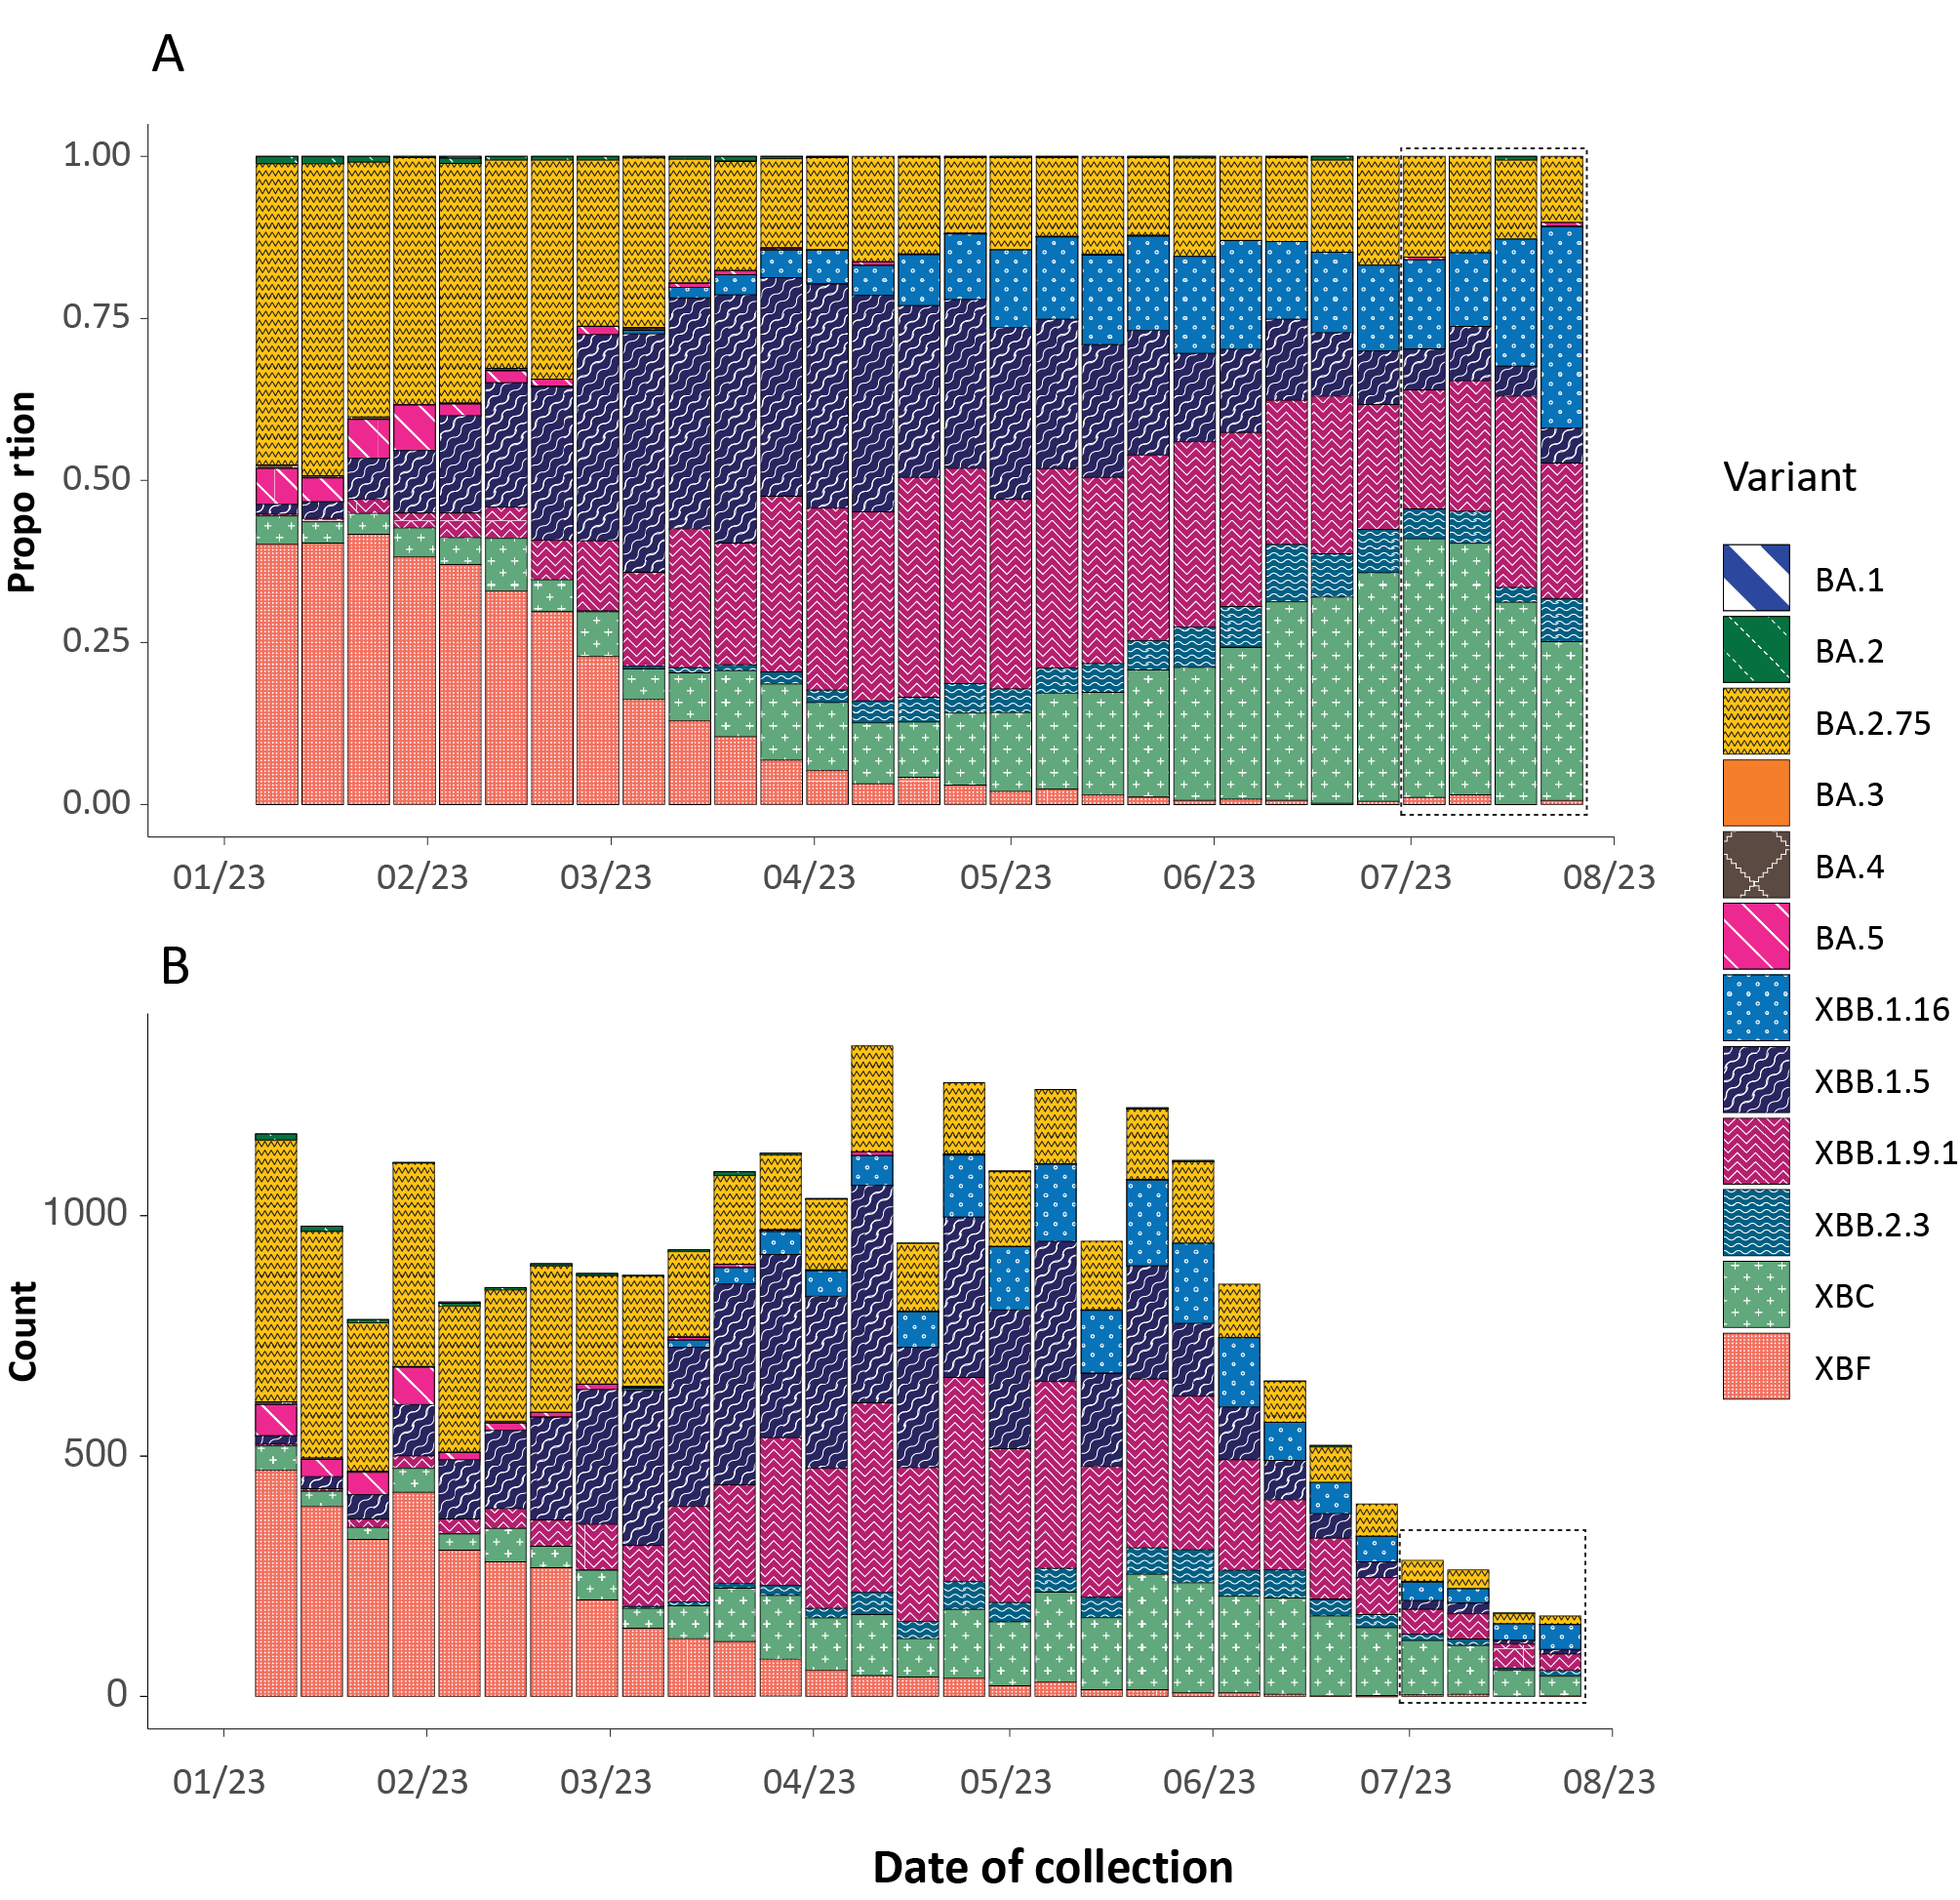 A
1.00
0.75
0.50
0.25
0.00
Propo rtion
01/23 02/23 03/23 04/23 05/23 06/23 07/23 08/23
B
1000
500
0
Count
01/23 02/23 03/23 04/23 05/23 06/23 07/23 08/23
Date of collection
Variant
BA.1
BA.2
BA.2.75
BA.3
BA.4
BA.5
XBB.1.16
XBB.1.5
XBB.1.9.1
XBB.2.3
XBC
XBF